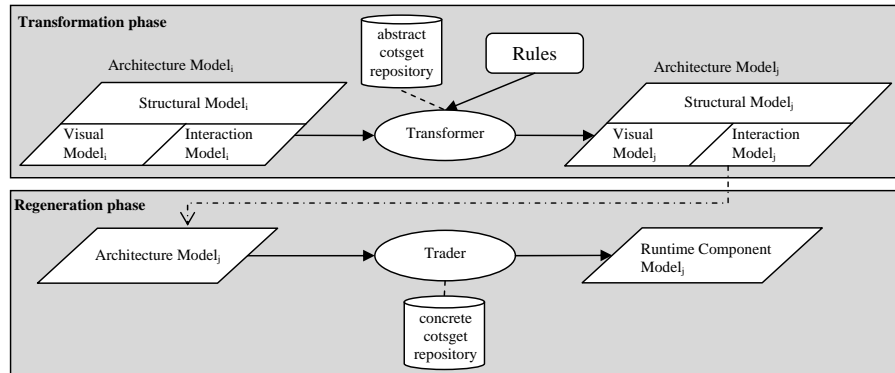 Transformation phase
abstract
cotsget
repository
Rules
Architecture Modelᵢ
Structural Modelᵢ
Visual
Modelᵢ
Interaction
Modelᵢ
Transformer
Architecture Modelⱼ
Structural Modelⱼ
Visual
Modelⱼ
Interaction
Modelⱼ
Regeneration phase
Architecture Modelⱼ
Trader
Runtime Component
Modelⱼ
concrete
cotsget
repository